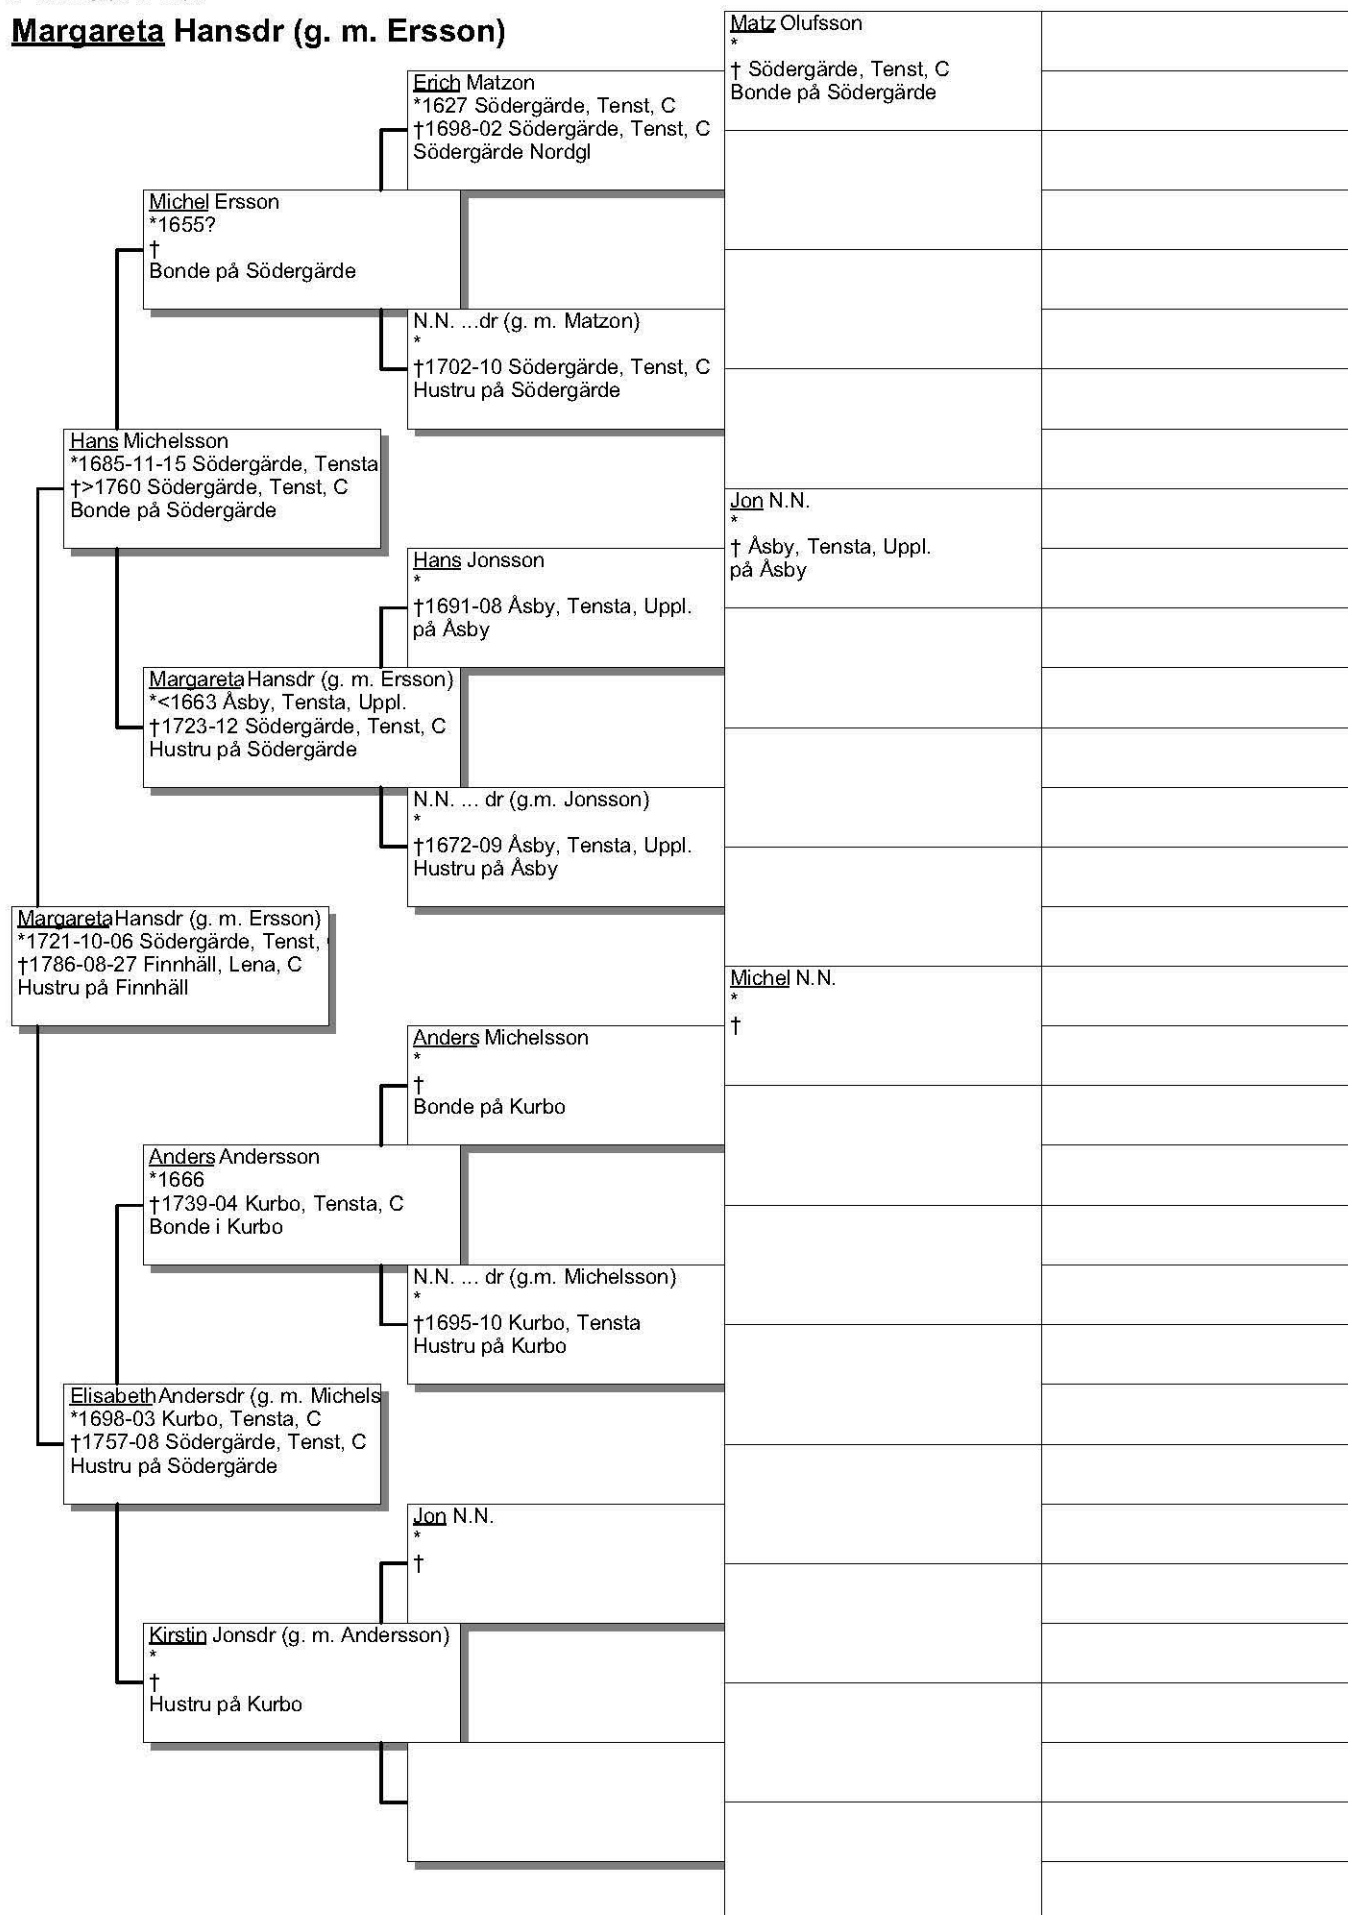 Margareta Hansdr (g. m. Ersson)
Matz Olufsson
*
† Södergärde, Tenst, C
Bonde på Södergärde
Erich Matzon
*1627 Södergärde, Tenst, C
†1698-02 Södergärde, Tenst, C
Södergärde Nordgl
Michel Ersson
*1655?
†
Bonde på Södergärde
N.N. ...dr (g. m. Matzon)
*
†1702-10 Södergärde, Tenst, C
Hustru på Södergärde
Hans Michelsson
*1685-11-15 Södergärde, Tensta
†>1760 Södergärde, Tenst, C
Bonde på Södergärde
Jon N.N.
*
† Åsby, Tensta, Uppl.
på Åsby
Hans Jonsson
*
†1691-08 Åsby, Tensta, Uppl.
på Åsby
Margareta Hansdr (g. m. Ersson)
*<1663 Åsby, Tensta, Uppl.
†1723-12 Södergärde, Tenst, C
Hustru på Södergärde
N.N. ... dr (g.m. Jonsson)
*
†1672-09 Åsby, Tensta, Uppl.
Hustru på Åsby
Margareta Hansdr (g. m. Ersson)
*1721-10-06 Södergärde, Tenst,
†1786-08-27 Finnhäll, Lena, C
Hustru på Finnhäll
Michel N.N.
*
†
Anders Michelsson
*
†
Bonde på Kurbo
Anders Andersson
*1666
†1739-04 Kurbo, Tensta, C
Bonde i Kurbo
N.N. ... dr (g.m. Michelsson)
*
†1695-10 Kurbo, Tensta
Hustru på Kurbo
Elisabeth Andersdr (g. m. Michels
*1698-03 Kurbo, Tensta, C
†1757-08 Södergärde, Tenst, C
Hustru på Södergärde
Jon N.N.
*
†
Kirstin Jonsdr (g. m. Andersson)
*
†
Hustru på Kurbo